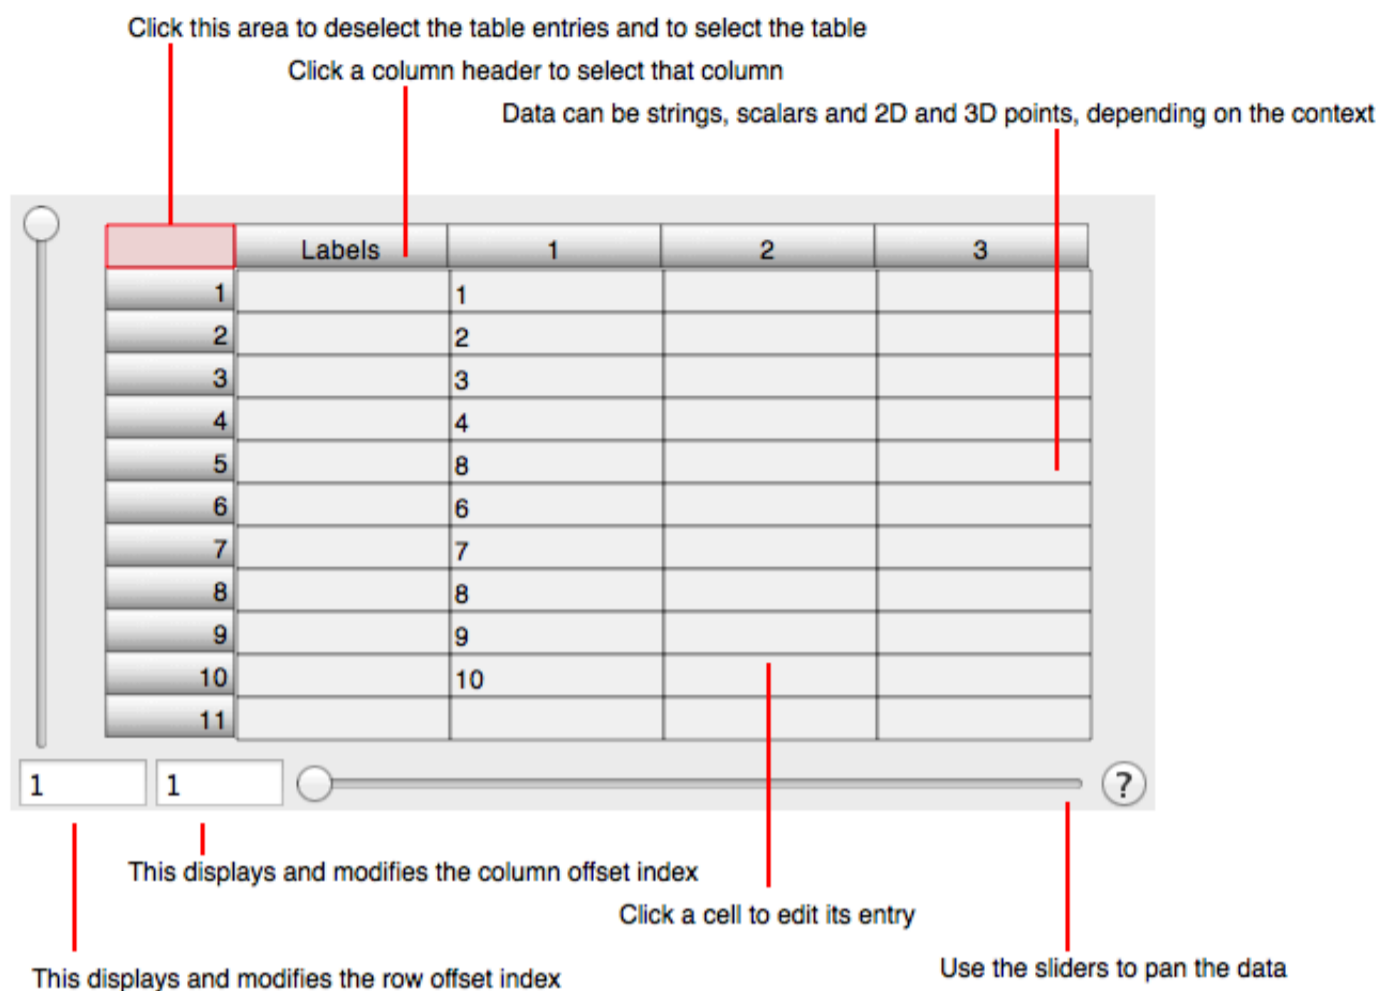 Click this area to deselect the table entries and to select the table
Click a column header to select that column
Data can be strings, scalars and 2D and 3D points, depending on the context
Labels 1 2 3
1 1
2 2
3 3
4 4
5 8
6 6
7 7
8 8
9 9
10 10
11
1 1 ?
This displays and modifies the column offset index
Click a cell to edit its entry
Use the sliders to pan the data
This displays and modifies the row offset index